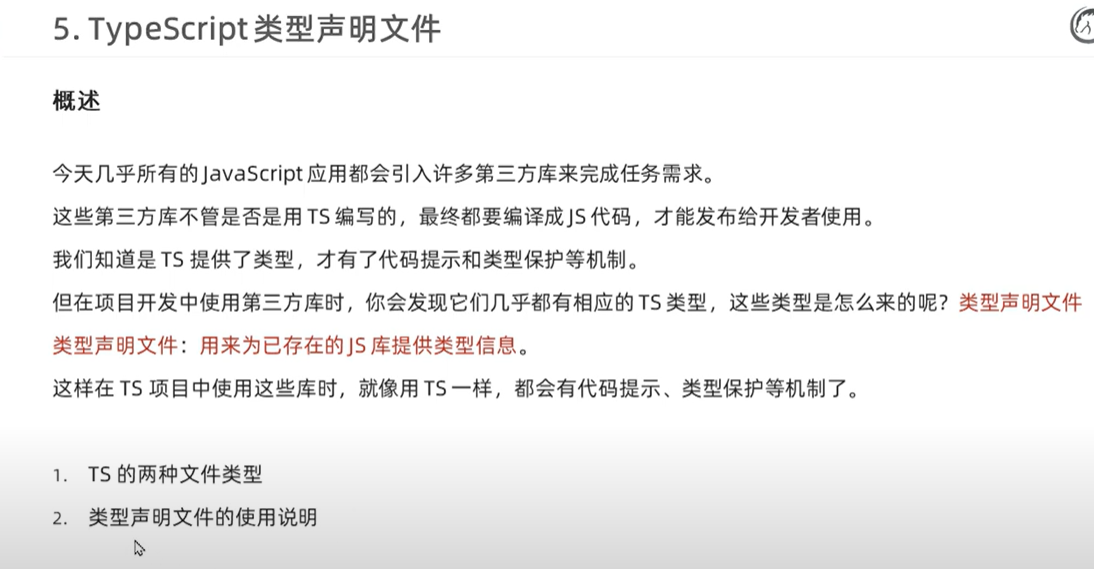 5. TypeScript 类型声明文件
概述
今天几乎所有的 JavaScript 应用都会引入许多第三方库来完成任务需求。
这些第三方库不管是否是用 TS 编写的，最终都要编译成 JS 代码，才能发布给开发者使用。
我们知道是 TS 提供了类型，才有了代码提示和类型保护等机制。
但在项目开发中使用第三方库时，你会发现它们几乎都有相应的 TS 类型，这些类型是怎么来的呢？类型声明文件
类型声明文件：用来为已存在的 JS 库提供类型信息。
这样在 TS 项目中使用这些库时，就像用 TS 一样，都会有代码提示、类型保护等机制了。
1. TS 的两种文件类型
2. 类型声明文件的使用说明